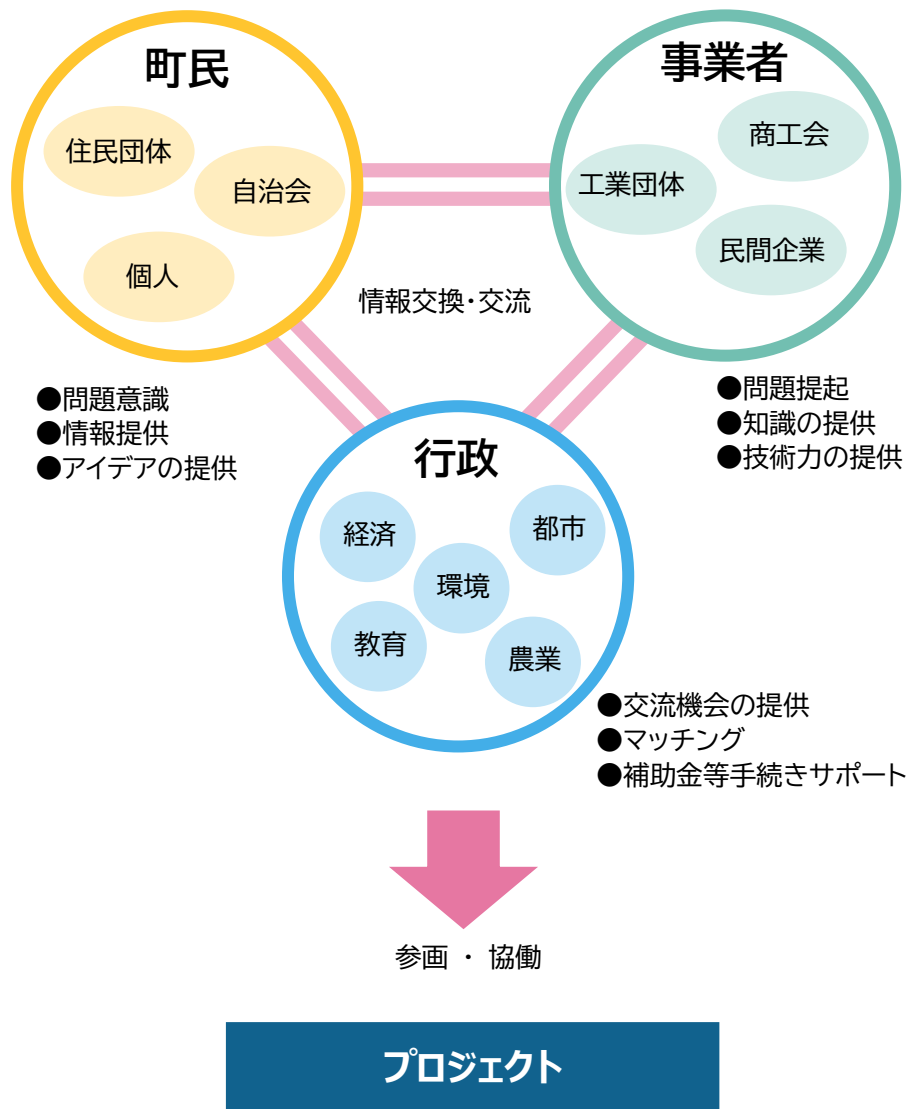 町民
住民団体
自治会
個人
事業者
商工会
工業団体
民間企業
情報交換・交流
●問題意識
●情報提供
●アイデアの提供
●問題提起
●知識の提供
●技術力の提供
行政
経済
都市
環境
教育
農業
●交流機会の提供
●マッチング
●補助金等手続きサポート
参画 ・ 協働
プロジェクト